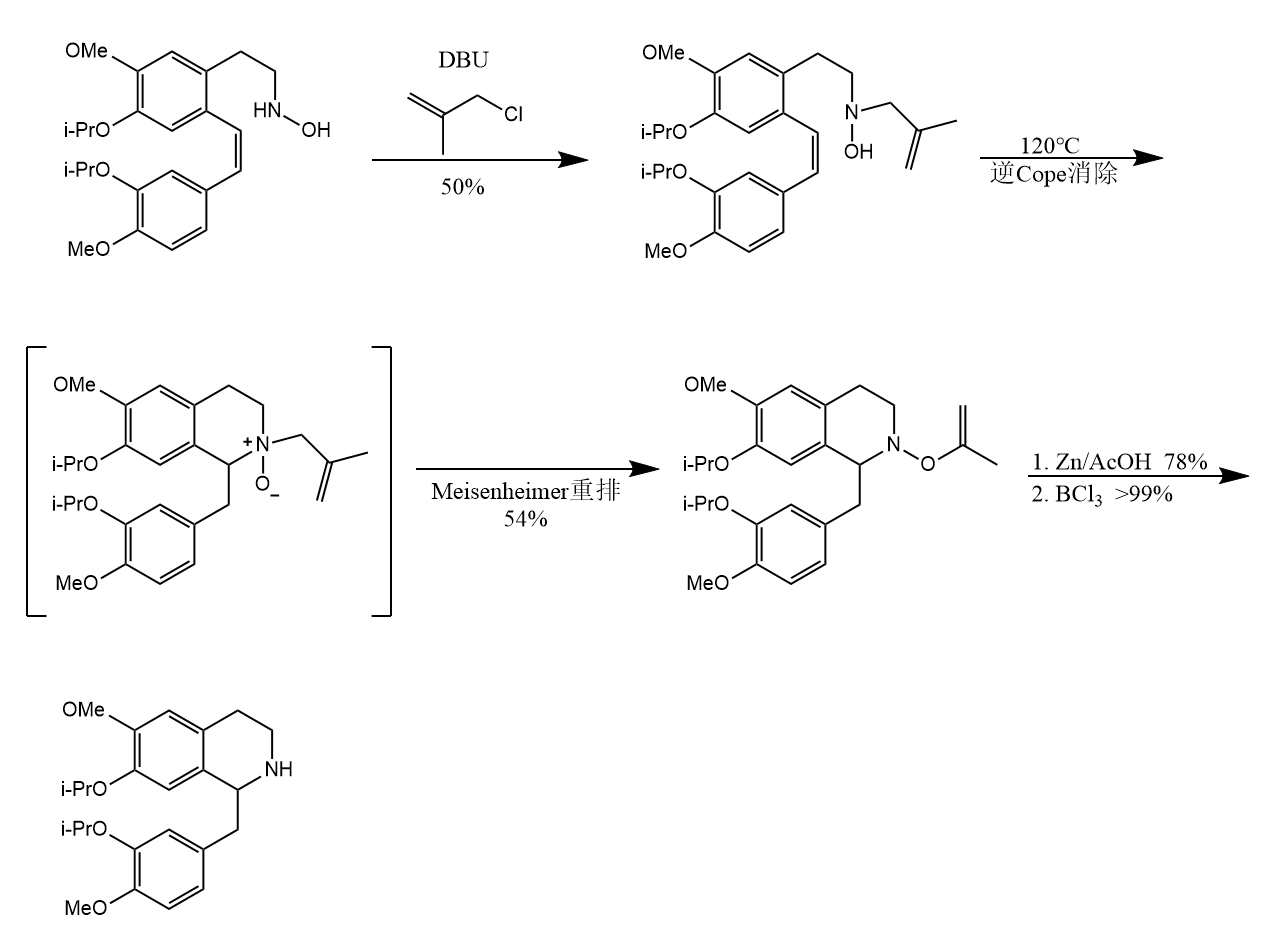 OMe
i-PrO
i-PrO
MeO
HN
OH
DBU
Cl
50%
OMe
i-PrO
i-PrO
MeO
N
OH
120℃
逆Cope消除
OMe
i-PrO
i-PrO
MeO
+
N
O
−
Meisenheimer重排
54%
OMe
i-PrO
i-PrO
MeO
N
O
1. Zn/AcOH 78%
2. BCl₃ >99%
OMe
i-PrO
i-PrO
MeO
NH